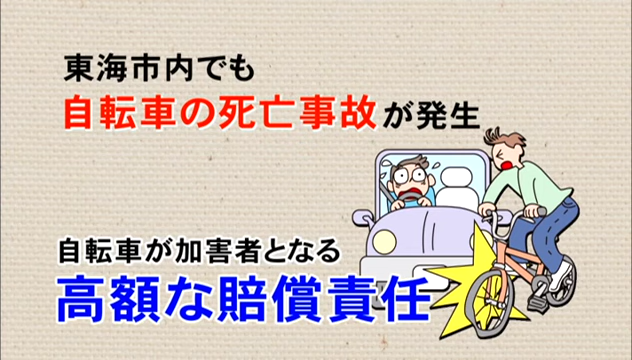 東海市内でも
自転車の死亡事故が発生
自転車が加害者となる
高額な賠償責任